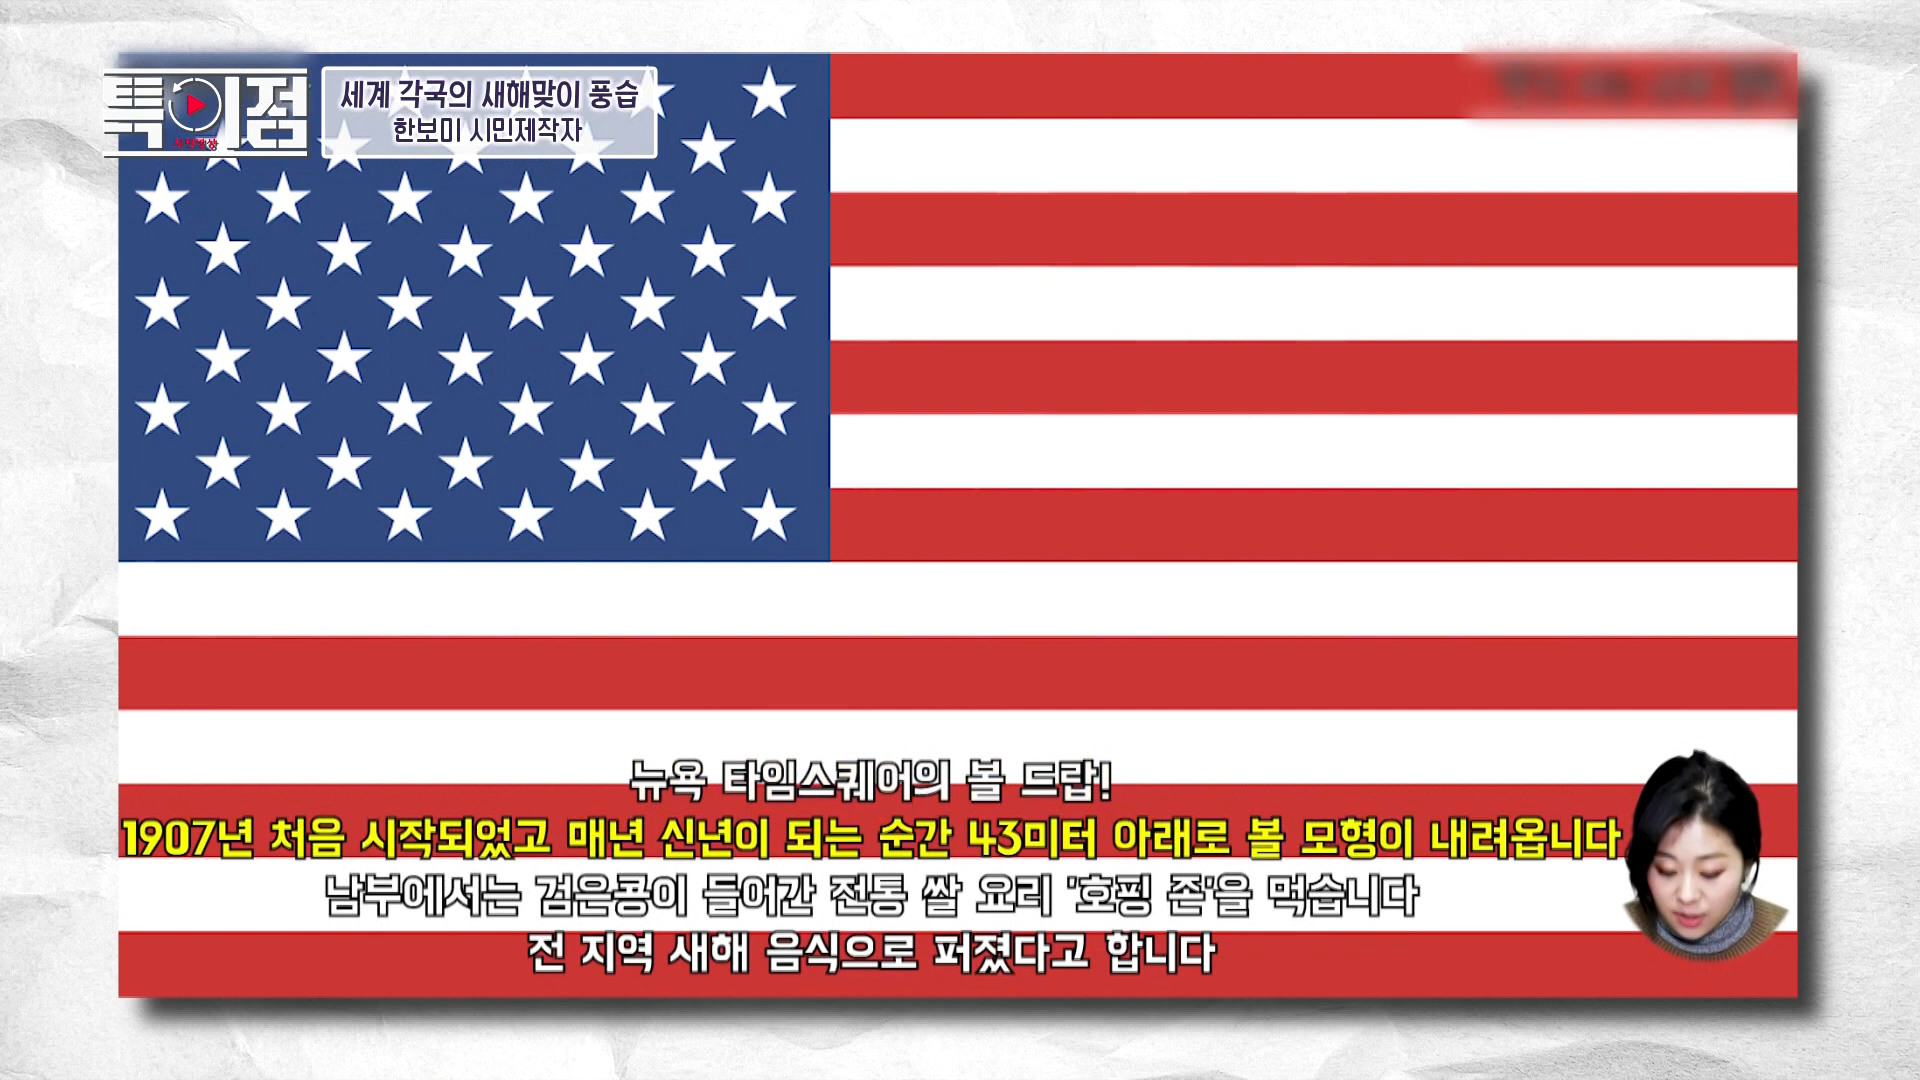 특이점
세계 각국의 새해맞이 풍습
한보미 시민제작자
뉴욕 타임스퀘어의 볼 드랍!
1907년 처음 시작되었고 매년 신년이 되는 순간 43미터 아래로 볼 모형이 내려옵니다
남부에서는 검은콩이 들어간 전통 쌀 요리 '호핑 존'을 먹습니다
전 지역 새해 음식으로 퍼졌다고 합니다